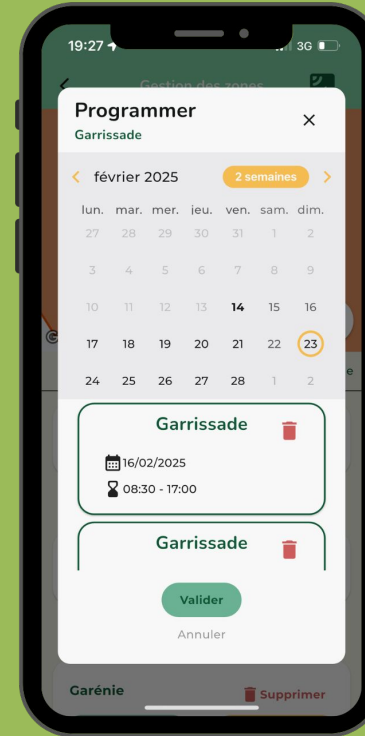 19:27
3G
Gestion des zones
Programmer
Garrissade
février 2025
2 semaines
lun. mar. mer. jeu. ven. sam. dim.
27 28 29 30 31 1 2
3 4 5 6 7 8 9
10 11 12 13 14 15 16
17 18 19 20 21 22 23
24 25 26 27 28 1 2
Garrissade
16/02/2025
08:30 - 17:00
Garrissade
Valider
Annuler
Garénie
Supprimer